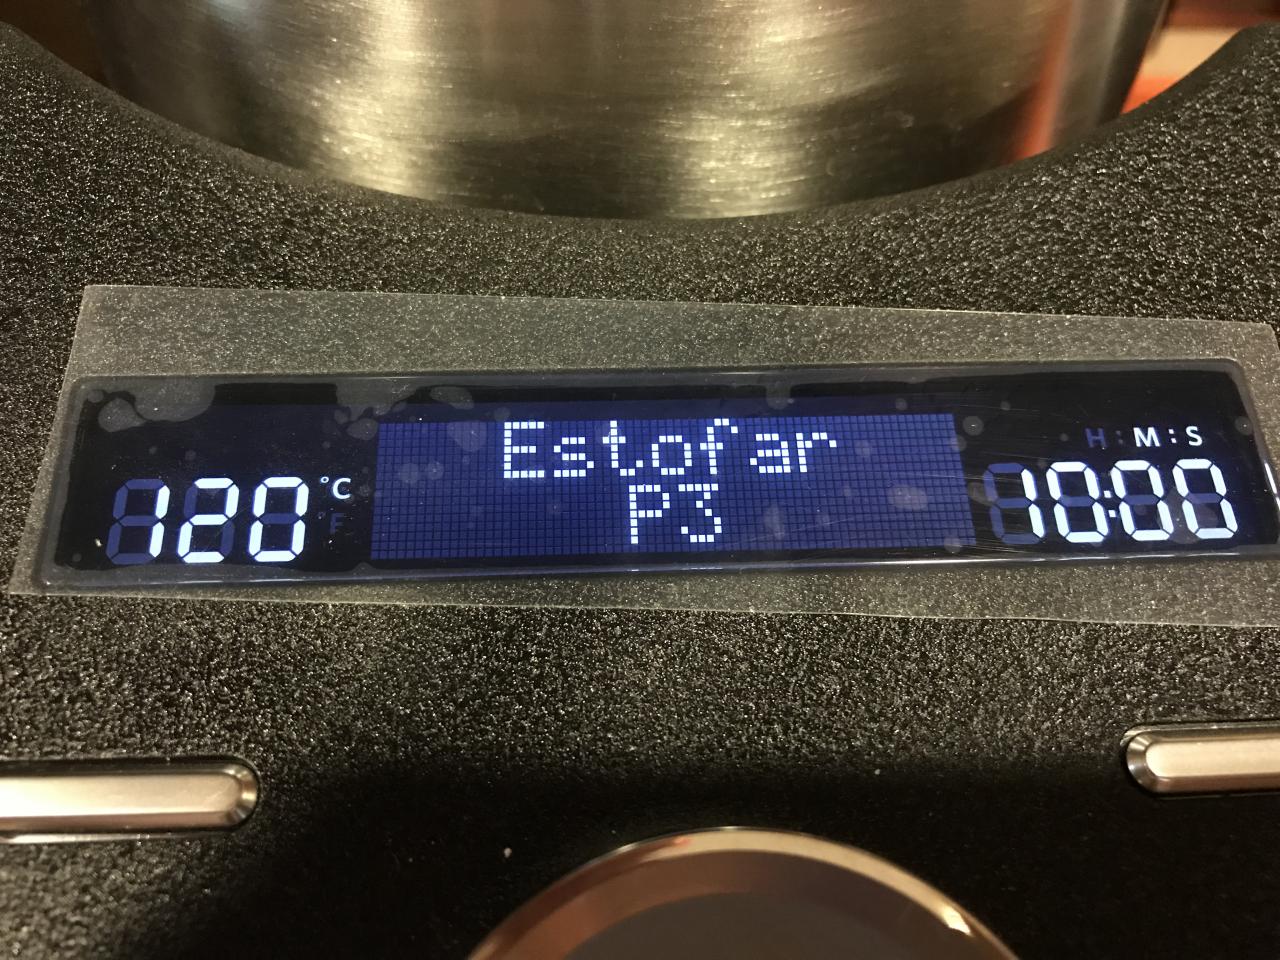 Estofar
P3
120 °C
°F
H : M : S
10:00